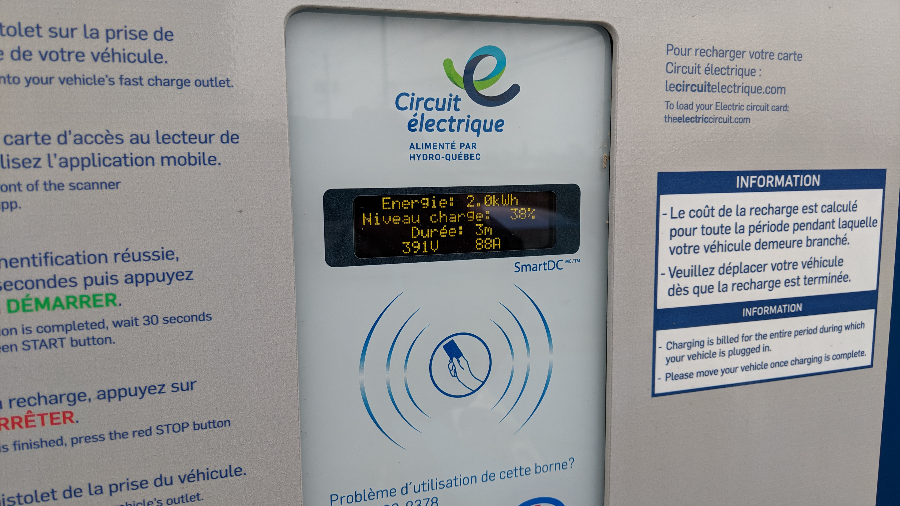 tolet sur la prise de
de votre véhicule.
nto your vehicle's fast charge outlet.
carte d'accès au lecteur de
lisez l'application mobile.
ont of the scanner
pp.
nentification réussie,
secondes puis appuyez
DÉMARRER.
ion is completed, wait 30 seconds
een START button.
recharge, appuyez sur
RRÊTER.
is finished, press the red STOP button
istolet de la prise du véhicule.
hicle's outlet.
Circuit
électrique
ALIMENTÉ PAR
HYDRO-QUÉBEC
Energie: 2.0kWh
Niveau charge: 38%
Durée: 3m
391V 88A
SmartDC MC/TM
Problème d'utilisation de cette borne?
Pour recharger votre carte
Circuit électrique :
lecircuitelectrique.com
To load your Electric circuit card:
theelectriccircuit.com
INFORMATION
- Le coût de la recharge est calculé
pour toute la période pendant laquelle
votre véhicule demeure branché.
- Veuillez déplacer votre véhicule
dès que la recharge est terminée.
INFORMATION
- Charging is billed for the entire period during which
your vehicle is plugged in.
- Please move your vehicle once charging is complete.